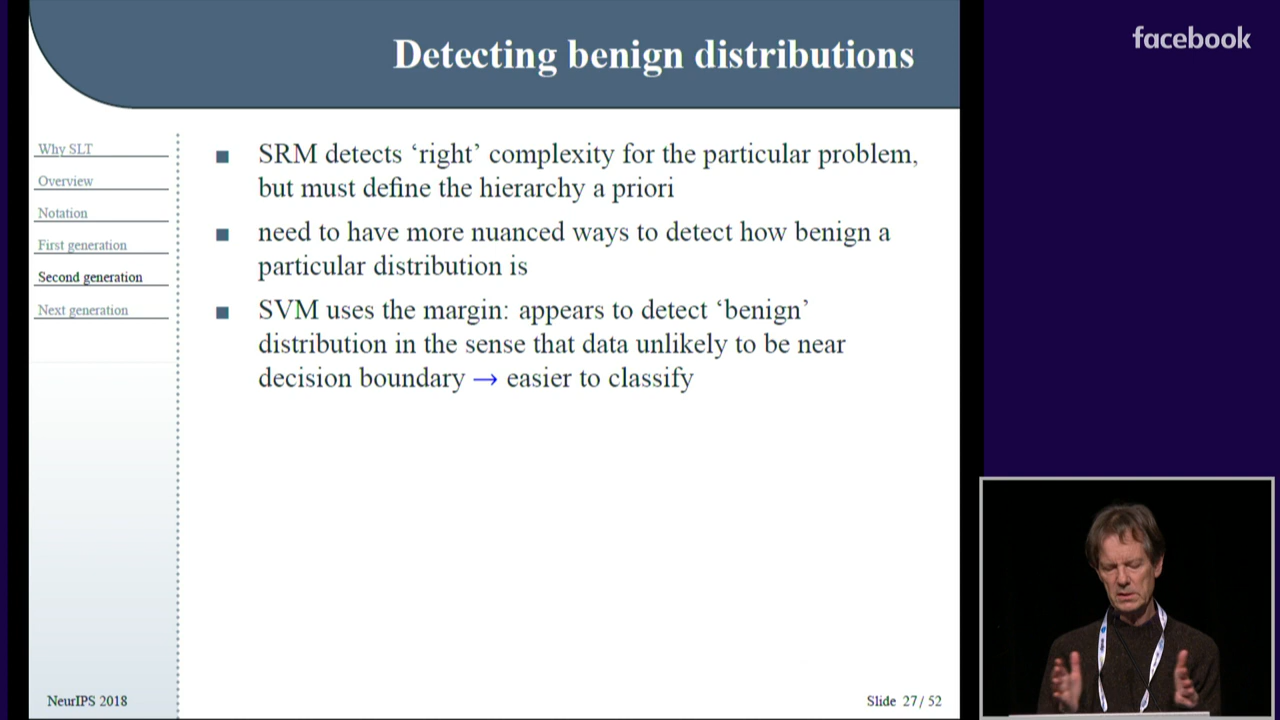 Detecting benign distributions
facebook
Why SLT
Overview
Notation
First generation
Second generation
Next generation
■ SRM detects ‘right’ complexity for the particular problem,
but must define the hierarchy a priori
■ need to have more nuanced ways to detect how benign a
particular distribution is
■ SVM uses the margin: appears to detect ‘benign’
distribution in the sense that data unlikely to be near
decision boundary → easier to classify
NeurIPS 2018
Slide 27/ 52